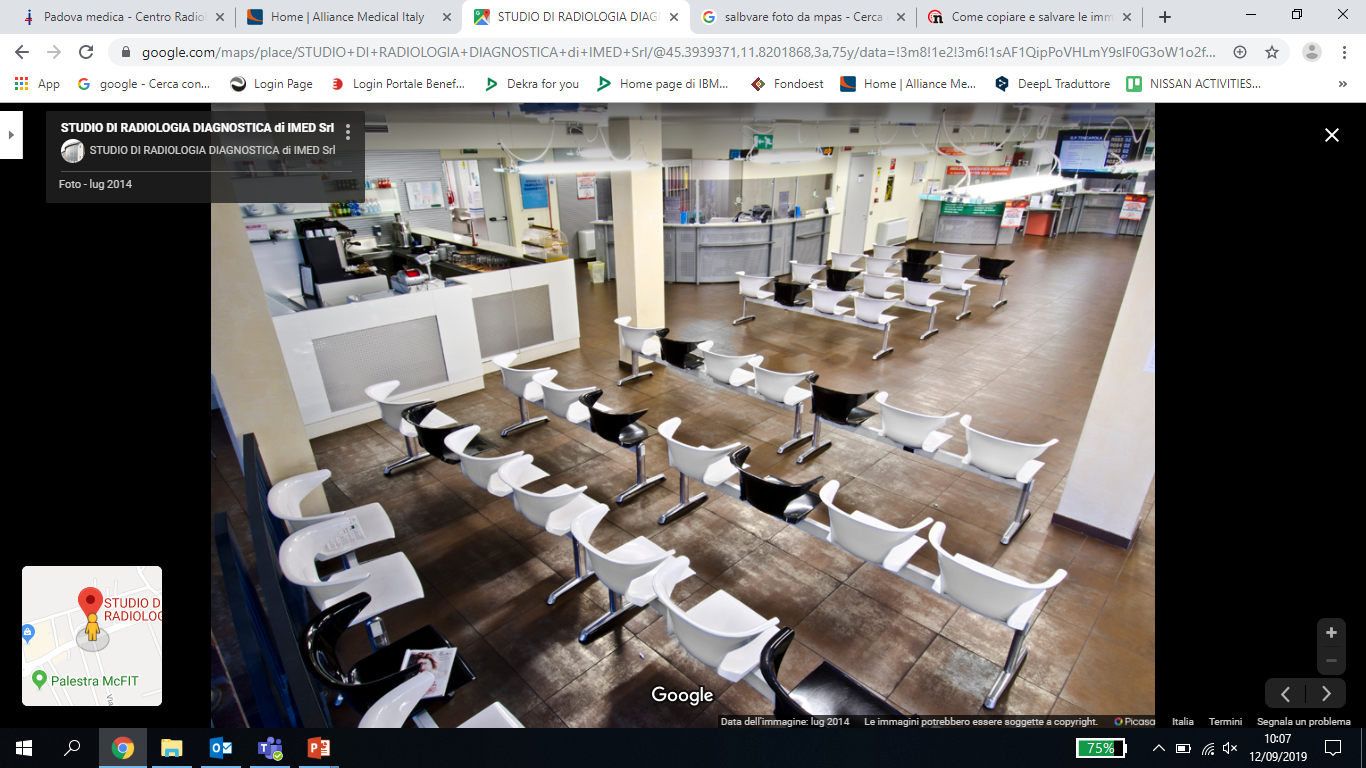 Padova medica - Centro Radiol
Home | Alliance Medical Italy
STUDIO DI RADIOLOGIA DIAG
salbvare foto da mpas - Cerca
Come copiare e salvare le imm
google.com/maps/place/STUDIO+DI+RADIOLOGIA+DIAGNOSTICA+di+IMED+Srl/@45.3939371,11.8201868,3a,75y/data=!3m8!1e2!3m6!1sAF1QipPoVHLmY9sIF0G3oW1o2f...
App
google - Cerca con...
Login Page
Login Portale Benef...
Dekra for you
Home page di IBM...
Fondoest
Home | Alliance Me...
DeepL Traduttore
NISSAN ACTIVITIES...
»
STUDIO DI RADIOLOGIA DIAGNOSTICA di IMED Srl
STUDIO DI RADIOLOGIA DIAGNOSTICA di IMED Srl
Foto - lug 2014
STUDIO D
RADIOLOG
Palestra McFIT
Google
Data dell'immagine: lug 2014 Le immagini potrebbero essere soggette a copyright. Picasa Italia Termini Segnala un problema
75%
10:07
12/09/2019